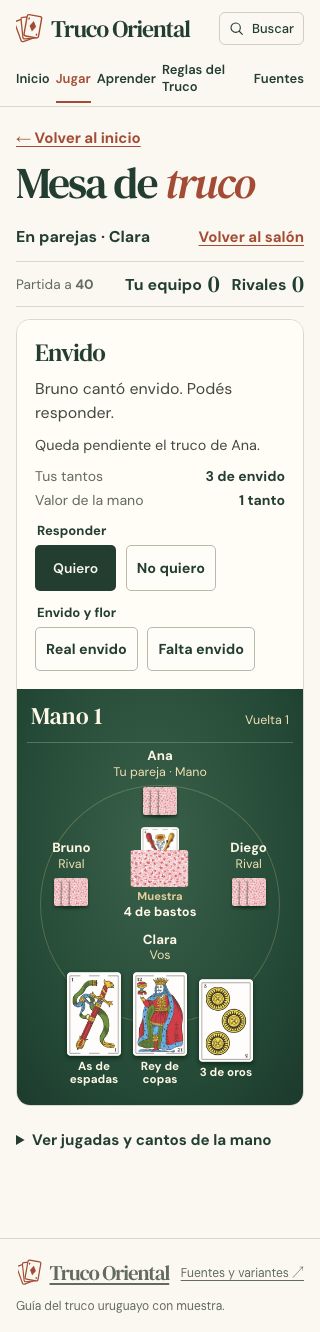 Truco Oriental
Buscar
Inicio Jugar Aprender Reglas del Truco Fuentes
← Volver al inicio
Mesa de truco
En parejas · Clara Volver al salón
Partida a 40 Tu equipo 0 Rivales 0
Envido
Bruno cantó envido. Podés
responder.
Queda pendiente el truco de Ana.
Tus tantos 3 de envido
Valor de la mano 1 tanto
Responder
Quiero No quiero
Envido y flor
Real envido Falta envido
Mano 1 Vuelta 1
Ana
Tu pareja · Mano
Bruno
Rival
Diego
Rival
Muestra
4 de bastos
Clara
Vos
As de
espadas
Rey de
copas
3 de oros
▶ Ver jugadas y cantos de la mano
Truco Oriental Fuentes y variantes ↗
Guía del truco uruguayo con muestra.